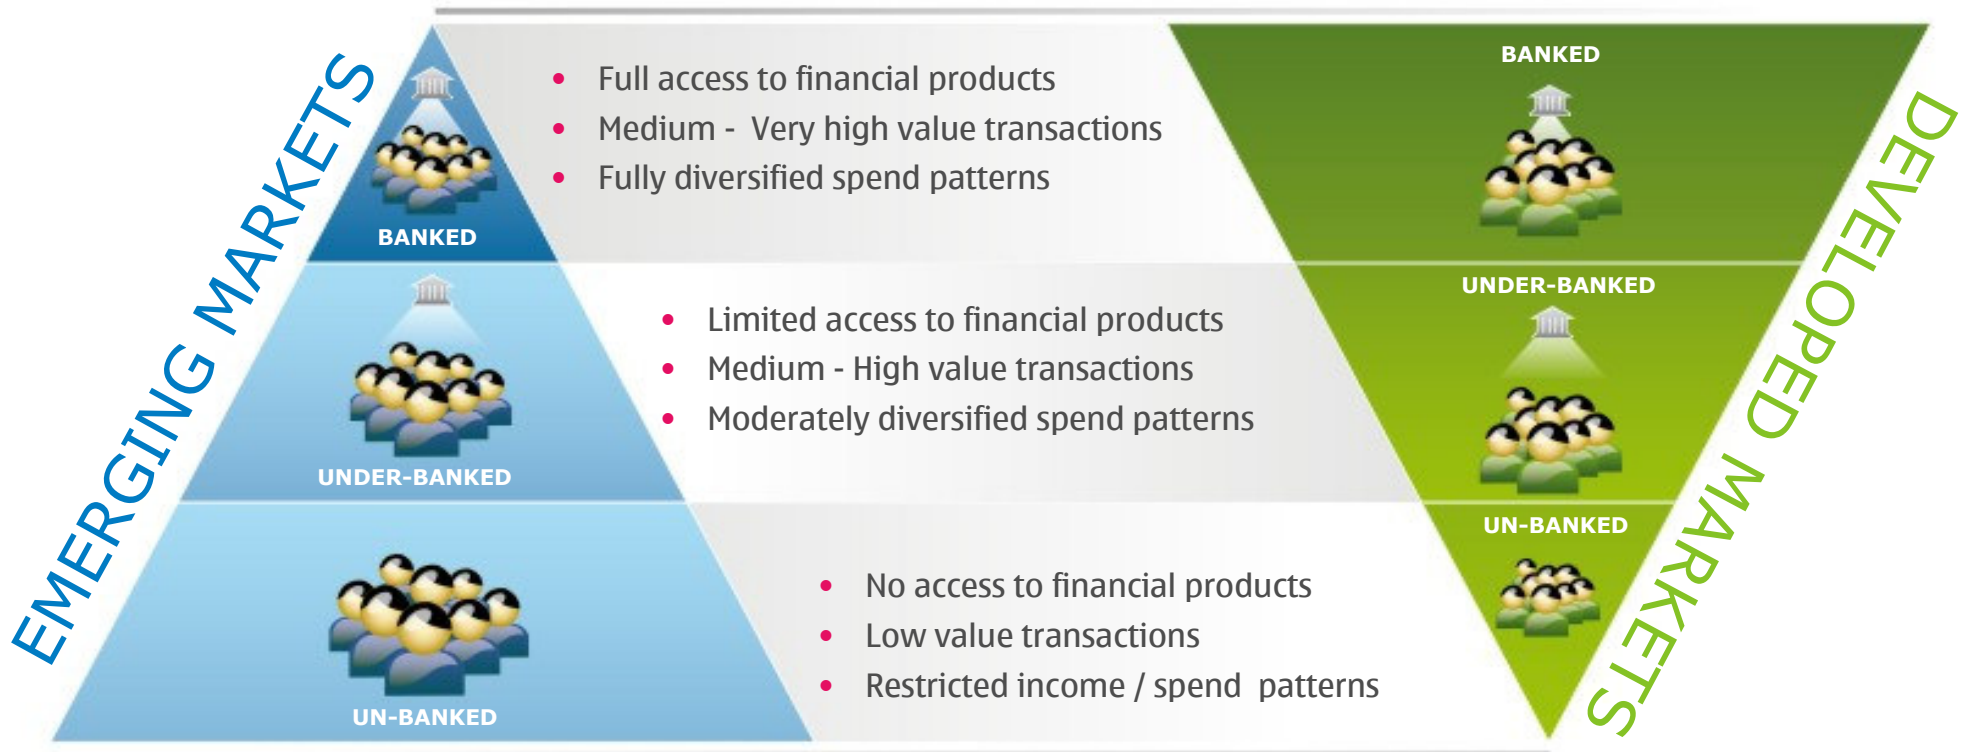 EMERGING MARKETS
BANKED
UNDER-BANKED
UN-BANKED
• Full access to financial products
• Medium -  Very high value transactions
• Fully diversified spend patterns
• Limited access to financial products
• Medium - High value transactions
• Moderately diversified spend patterns
• No access to financial products
• Low value transactions
• Restricted income / spend  patterns
BANKED
UNDER-BANKED
UN-BANKED
DEVELOPED MARKETS